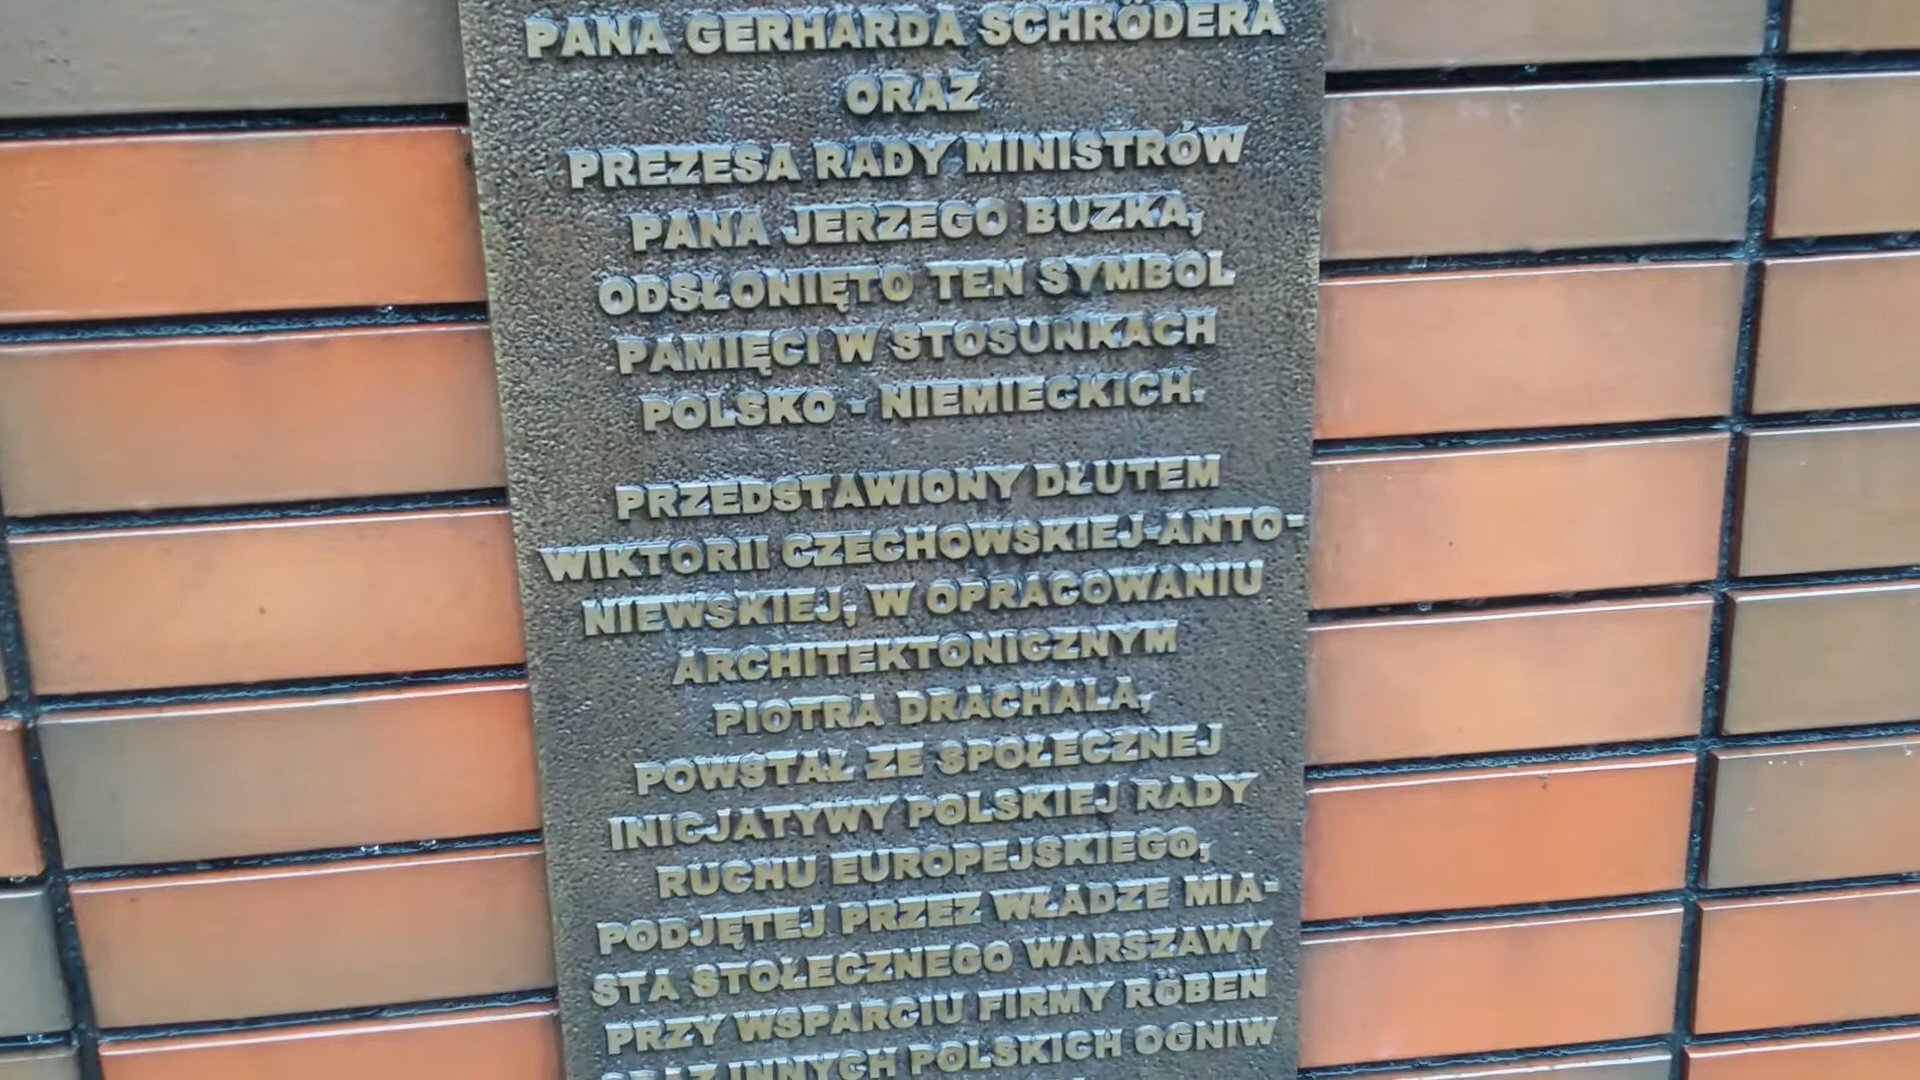 PANA GERHARDA SCHRÖDERA
ORAZ
PREZESA RADY MINISTRÓW
PANA JERZEGO BUZKA,
ODSŁONIĘTO TEN SYMBOL
PAMIĘCI W STOSUNKACH
POLSKO - NIEMIECKICH.
PRZEDSTAWIONY DŁUTEM
WIKTORII CZECHOWSKIEJ-ANTO-
NIEWSKIEJ, W OPRACOWANIU
ARCHITEKTONICZNYM
PIOTRA DRACHALA,
POWSTAŁ ZE SPOŁECZNEJ
INICJATYWY POLSKIEJ RADY
RUCHU EUROPEJSKIEGO,
PODJĘTEJ PRZEZ WŁADZE MIA-
STA STOŁECZNEGO WARSZAWY
PRZY WSPARCIU FIRMY RÖBEN
ORAZ INNYCH POLSKICH OGNIW